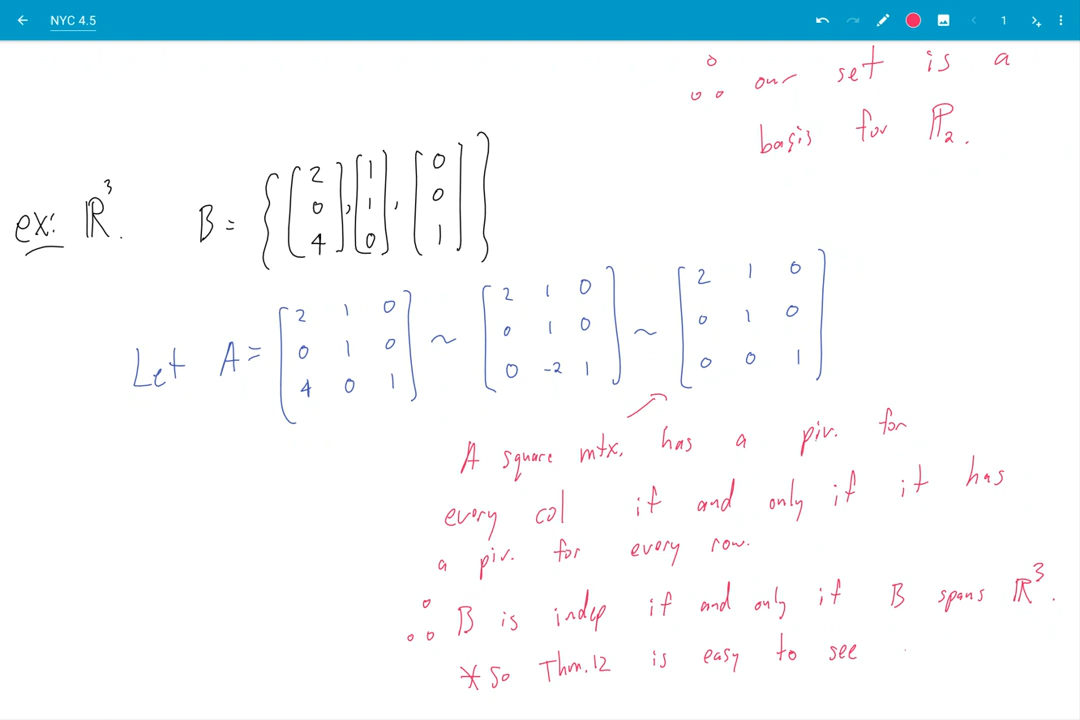 NYC 4.5
1
∴ our set is a
basis for ℙ₂.
ex: ℝ³. B = { [2 0 4], [1 1 0], [0 0 1] }
Let A = [2 1 0; 0 1 0; 4 0 1] ~ [2 1 0; 0 1 0; 0 -2 1] ~ [2 1 0; 0 1 0; 0 0 1]
A square mtx. has a piv. for
every col if and only if it has
a piv. for every row.
∴ B is indep if and only if B spans ℝ³.
*So Thm. 12 is easy to see